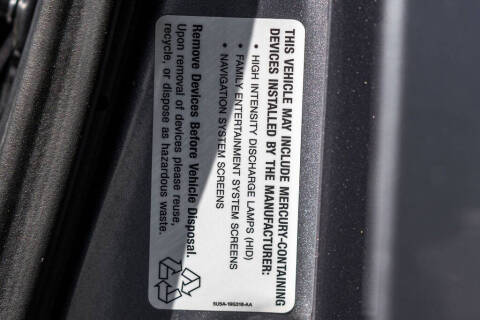 THIS VEHICLE MAY INCLUDE MERCURY-CONTAINING
DEVICES INSTALLED BY THE MANUFACTURER:
• HIGH INTENSITY DISCHARGE LAMPS (HID)
• FAMILY ENTERTAINMENT SYSTEM SCREENS
• NAVIGATION SYSTEM SCREENS
Remove Devices Before Vehicle Disposal.
Upon removal of devices please reuse,
recycle, or dispose as hazardous waste.